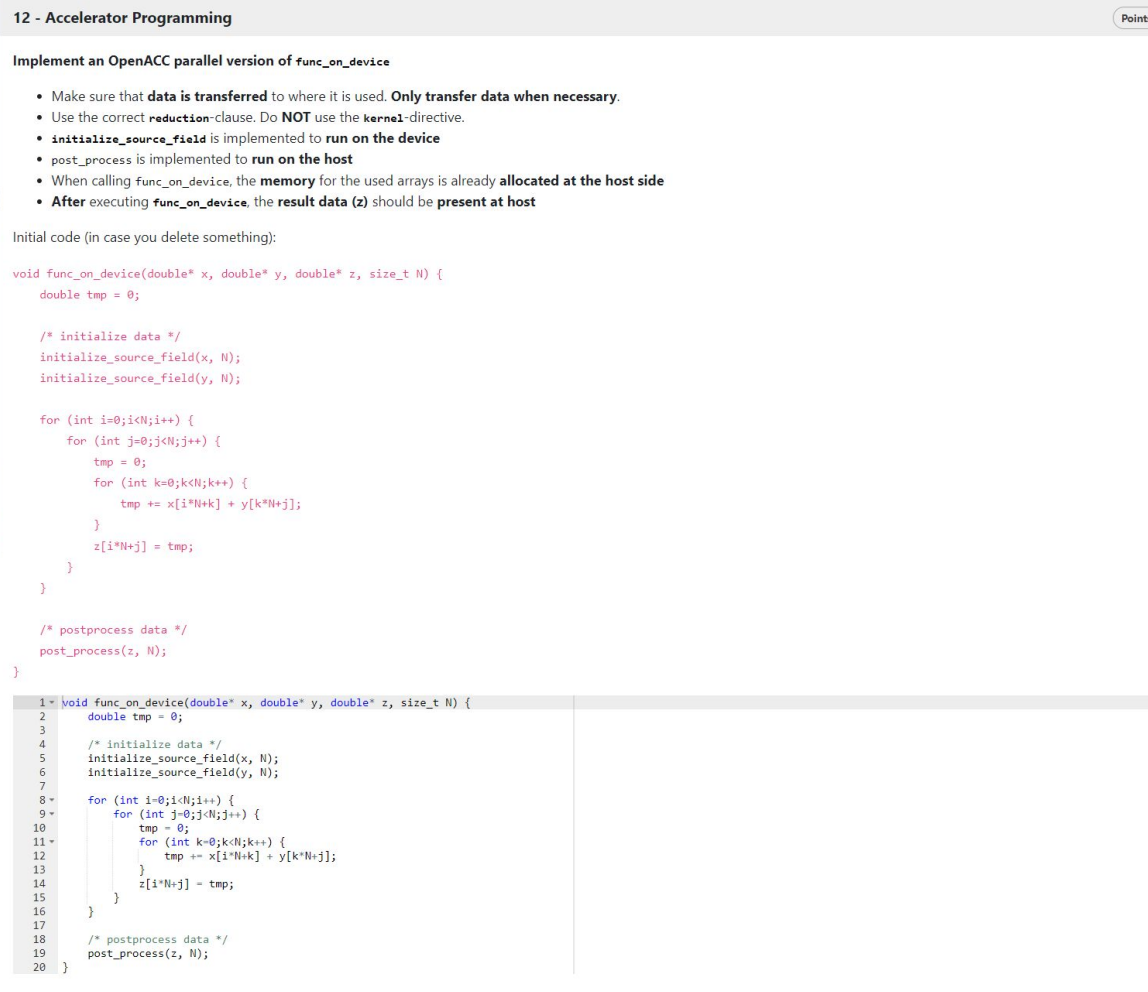 12 - Accelerator Programming
Point
Implement an OpenACC parallel version of func_on_device
• Make sure that data is transferred to where it is used. Only transfer data when necessary.
• Use the correct reduction-clause. Do NOT use the kernel-directive.
• initialize_source_field is implemented to run on the device
• post_process is implemented to run on the host
• When calling func_on_device, the memory for the used arrays is already allocated at the host side
• After executing func_on_device, the result data (z) should be present at host
Initial code (in case you delete something):
void func_on_device(double* x, double* y, double* z, size_t N) {
    double tmp = 0;
    /* initialize data */
    initialize_source_field(x, N);
    initialize_source_field(y, N);
    for (int i=0;i<N;i++) {
        for (int j=0;j<N;j++) {
            tmp = 0;
            for (int k=0;k<N;k++) {
                tmp += x[i*N+k] + y[k*N+j];
            }
            z[i*N+j] = tmp;
        }
    }
    /* postprocess data */
    post_process(z, N);
}
1 void func_on_device(double* x, double* y, double* z, size_t N) {
2     double tmp = 0;
3
4     /* initialize data */
5     initialize_source_field(x, N);
6     initialize_source_field(y, N);
7
8     for (int i=0;i<N;i++) {
9         for (int j=0;j<N;j++) {
10             tmp = 0;
11             for (int k=0;k<N;k++) {
12                 tmp += x[i*N+k] + y[k*N+j];
13             }
14             z[i*N+j] = tmp;
15         }
16     }
17
18     /* postprocess data */
19     post_process(z, N);
20 }